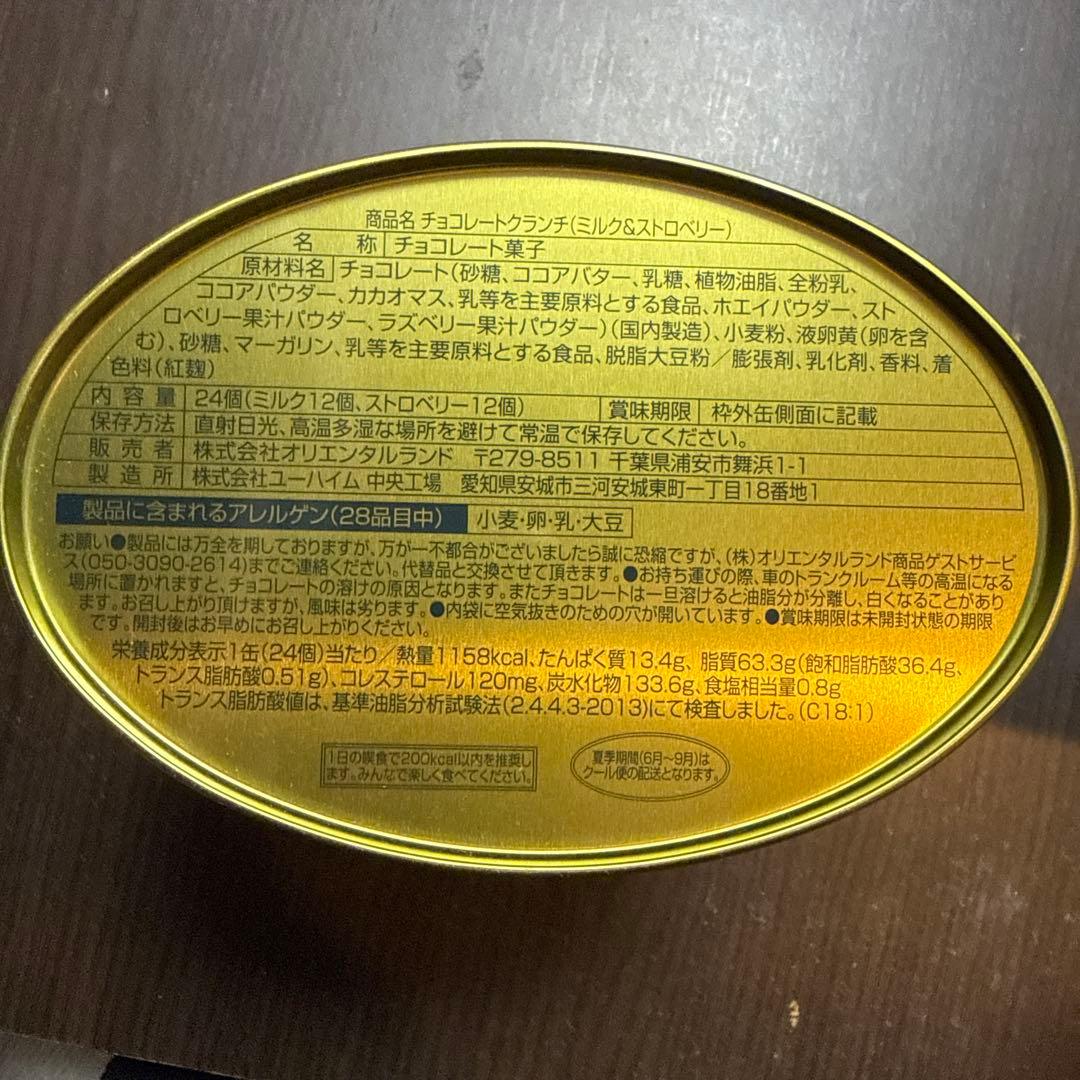 商品名 チョコレートクランチ(ミルク&ストロベリー)
名 称 チョコレート菓子
原材料名 チョコレート(砂糖、ココアバター、乳糖、植物油脂、全粉乳、
ココアパウダー、カカオマス、乳等を主要原料とする食品、ホエイパウダー、スト
ロベリー果汁パウダー、ラズベリー果汁パウダー)(国内製造)、小麦粉、液卵黄(卵を含
む)、砂糖、マーガリン、乳等を主要原料とする食品、脱脂大豆粉/膨張剤、乳化剤、香料、着
色料(紅麹)
内容量 24個(ミルク12個、ストロベリー12個) 賞味期限 枠外缶側面に記載
保存方法 直射日光、高温多湿な場所を避けて常温で保存してください。
販売者 株式会社オリエンタルランド 〒279-8511 千葉県浦安市舞浜1-1
製造所 株式会社ユーハイム 中央工場 愛知県安城市三河安城東町一丁目18番地1
製品に含まれるアレルゲン(28品目中) 小麦・卵・乳・大豆
お願い●製品には万全を期しておりますが、万が一不都合がございましたら誠に恐縮ですが、(株)オリエンタルランド商品ゲストサービ
ス(050-3090-2614)までご連絡ください。代替品と交換させて頂きます。●お持ち運びの際、車のトランクルーム等の高温になる
場所に置かれますと、チョコレートの溶けの原因となります。またチョコレートは一旦溶けると油脂分が分離し、白くなることがあり
ます。お召し上がり頂けますが、風味は劣ります。●内袋に空気抜きのための穴が開いています。●賞味期限は未開封状態の期限
です。開封後はお早めにお召し上がりください。
栄養成分表示1缶(24個)当たり/熱量1158kcal、たんぱく質13.4g、脂質63.3g(飽和脂肪酸36.4g、
トランス脂肪酸0.51g)、コレステロール120mg、炭水化物133.6g、食塩相当量0.8g
トランス脂肪酸値は、基準油脂分析試験法(2.4.4.3-2013)にて検査しました。(C18:1)
1日の間食で200kcal以内を推奨し
ます。みんなで楽しく食べてください。
夏季期間(6月~9月)は
クール便の配送となります。